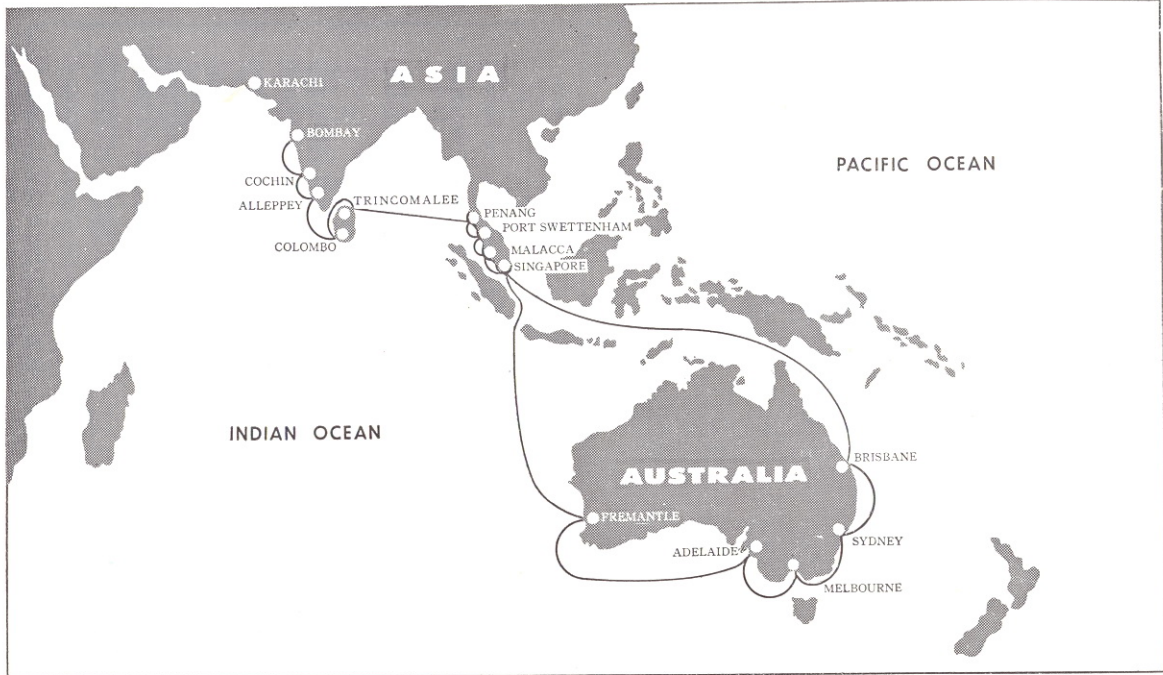 ASIA
KARACHI
BOMBAY
PACIFIC OCEAN
COCHIN
ALLEPPEY
TRINCOMALEE
PENANG
PORT SWETTENHAM
COLOMBO
MALACCA
SINGAPORE
INDIAN OCEAN
BRISBANE
AUSTRALIA
FREMANTLE
SYDNEY
ADELAIDE
MELBOURNE